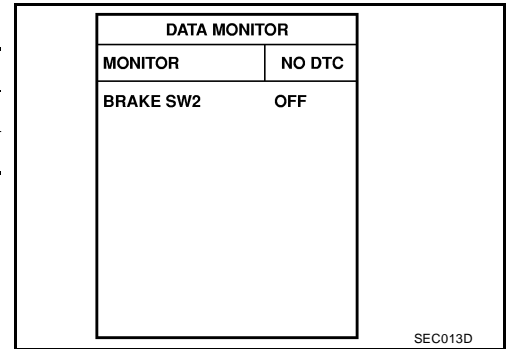 DATA MONITOR
MONITOR NO DTC
BRAKE SW2 OFF
SEC013D